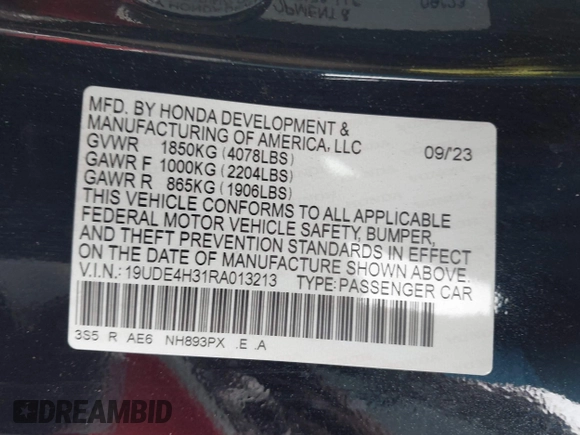 MFD. BY HONDA DEVELOPMENT &
MANUFACTURING OF AMERICA, LLC
09/23
GVWR 1850KG (4078LBS)
GAWR F 1000KG (2204LBS)
GAWR R 865KG (1906LBS)
THIS VEHICLE CONFORMS TO ALL APPLICABLE
FEDERAL MOTOR VEHICLE SAFETY, BUMPER,
AND THEFT PREVENTION STANDARDS IN EFFECT
ON THE DATE OF MANUFACTURE SHOWN ABOVE.
V.I.N.: 19UDE4H31RA013213 TYPE: PASSENGER CAR
3S5 R AE6 NH893PX .E .A
DREAMBID